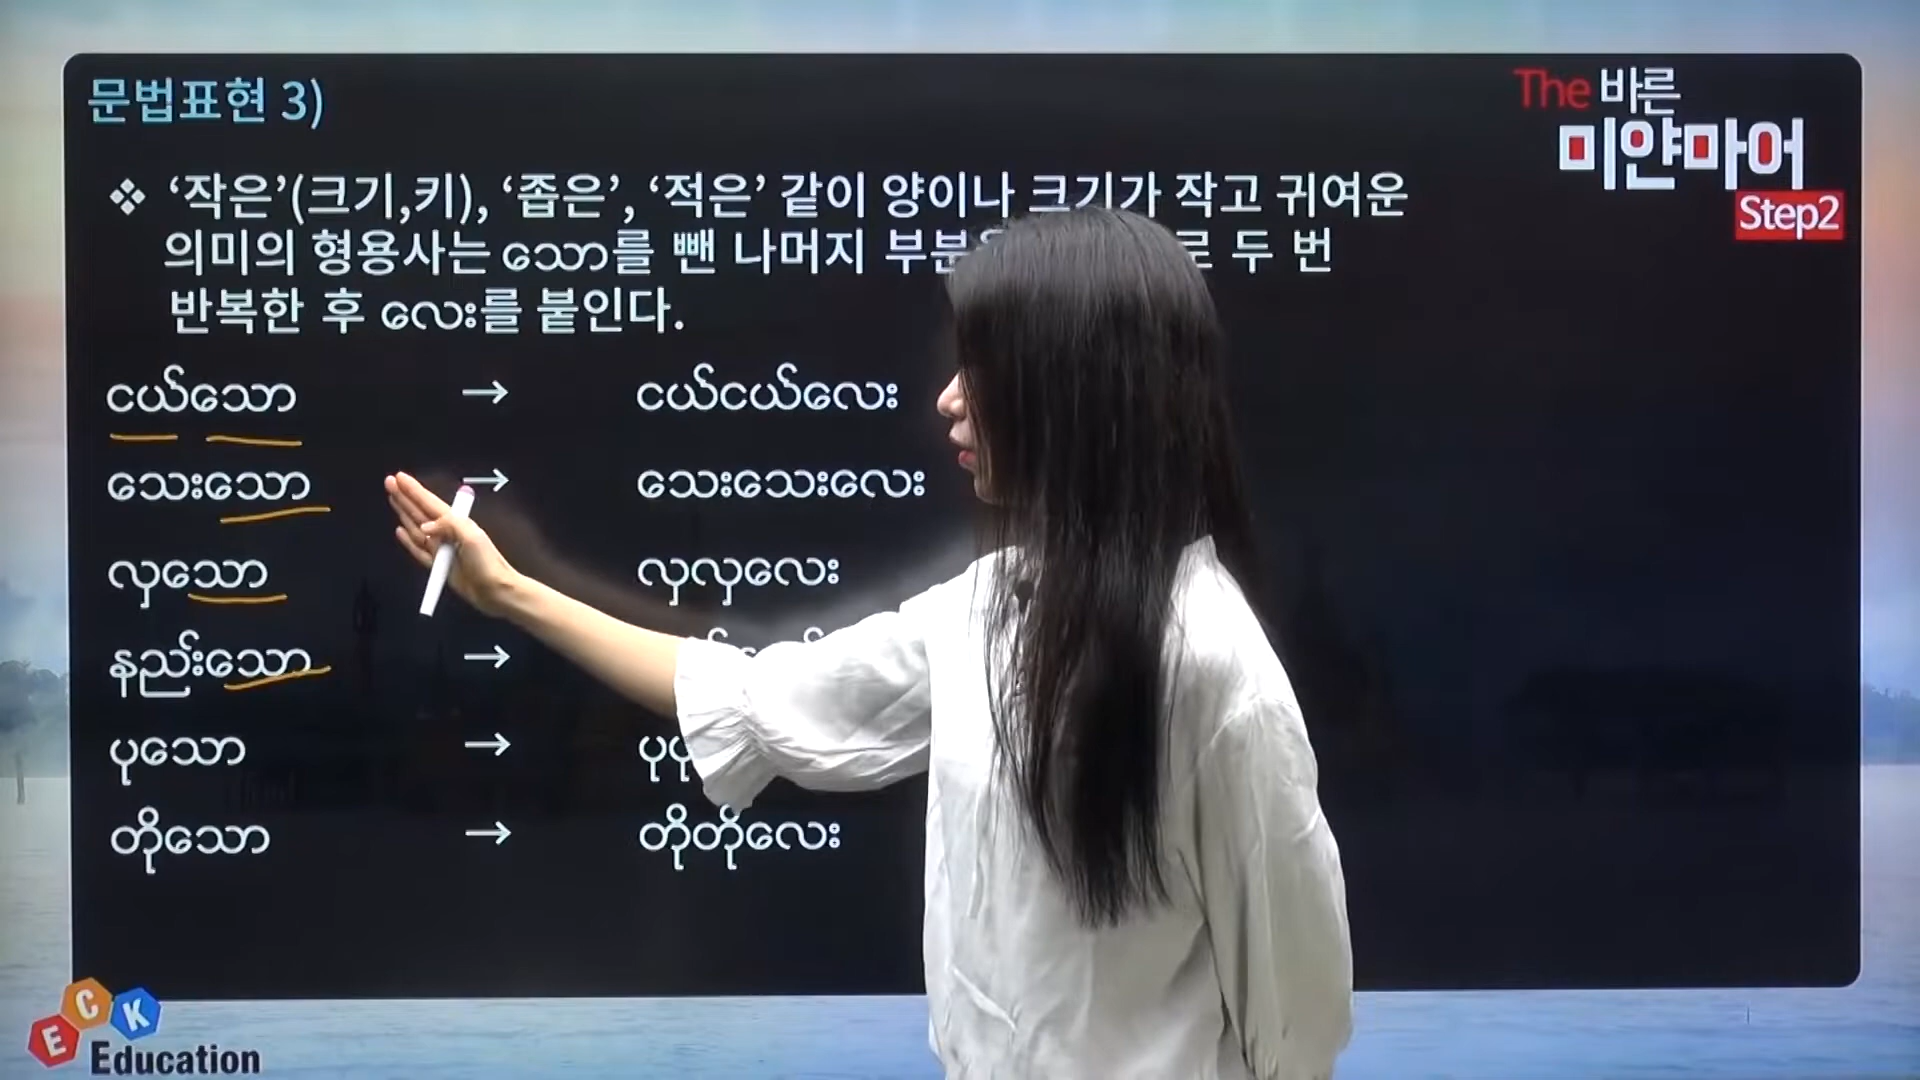 문법표현 3)
The 바른
미얀마어
Step2
❖ ‘작은’(크기,키), ‘좁은’, ‘적은’ 같이 양이나 크기가 작고 귀여운
의미의 형용사는 သော를 뺀 나머지 두 번
반복한 후 လေး를 붙인다.
ငယ်သော → ငယ်ငယ်လေး
သေးသော → သေးသေးလေး
လှသော လှလှလေး
နည်းသော →
ပုသော →
တိုသော → တိုတိုလေး
ECK
Education